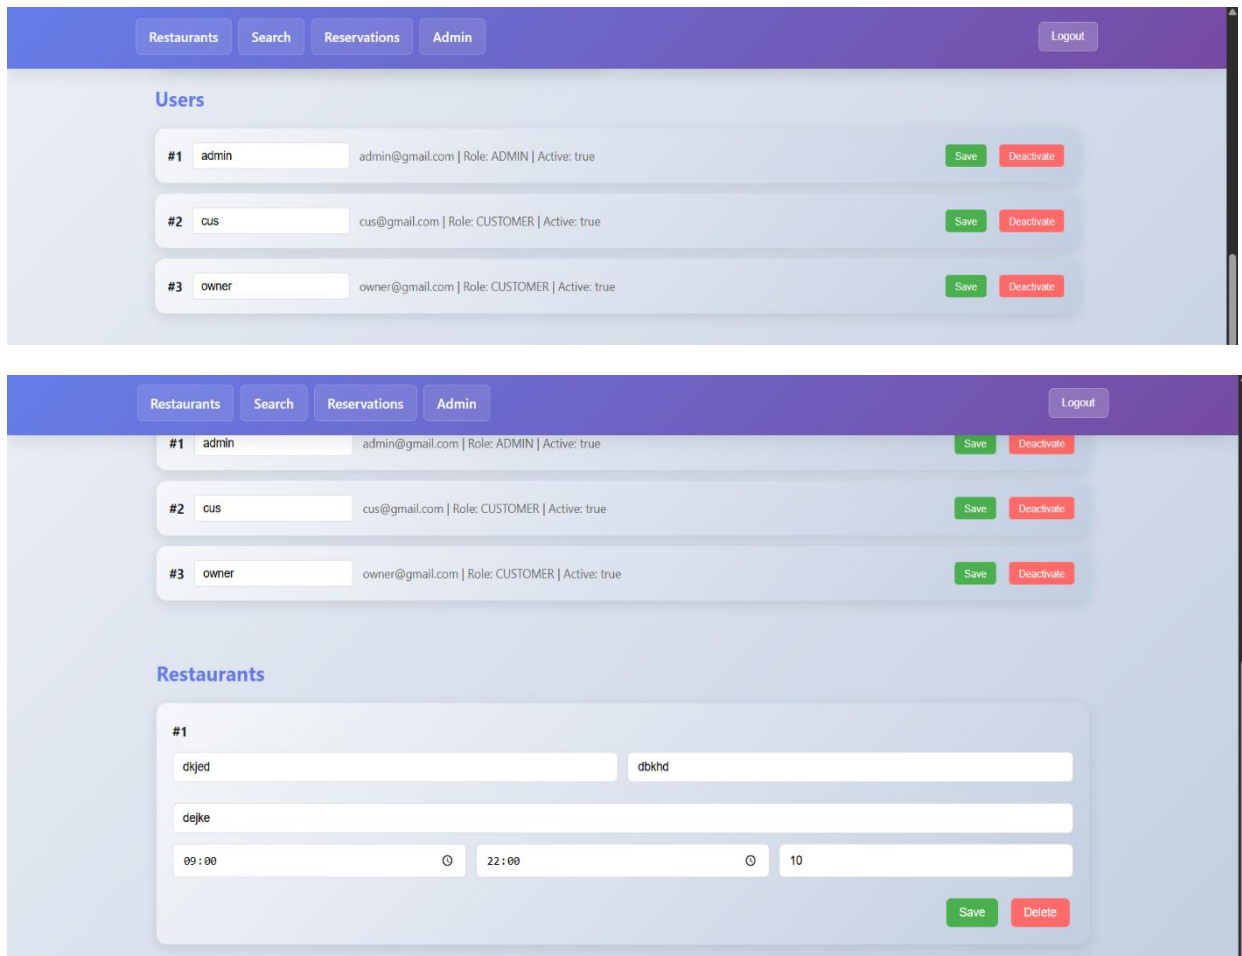 Restaurants Search Reservations Admin Logout
Users
#1 admin admin@gmail.com | Role: ADMIN | Active: true Save Deactivate
#2 cus cus@gmail.com | Role: CUSTOMER | Active: true Save Deactivate
#3 owner owner@gmail.com | Role: CUSTOMER | Active: true Save Deactivate
Restaurants Search Reservations Admin Logout
#1 admin admin@gmail.com | Role: ADMIN | Active: true Save Deactivate
#2 cus cus@gmail.com | Role: CUSTOMER | Active: true Save Deactivate
#3 owner owner@gmail.com | Role: CUSTOMER | Active: true Save Deactivate
Restaurants
#1
dkjed dbkhd
dejke
09:00 22:00 10
Save Delete